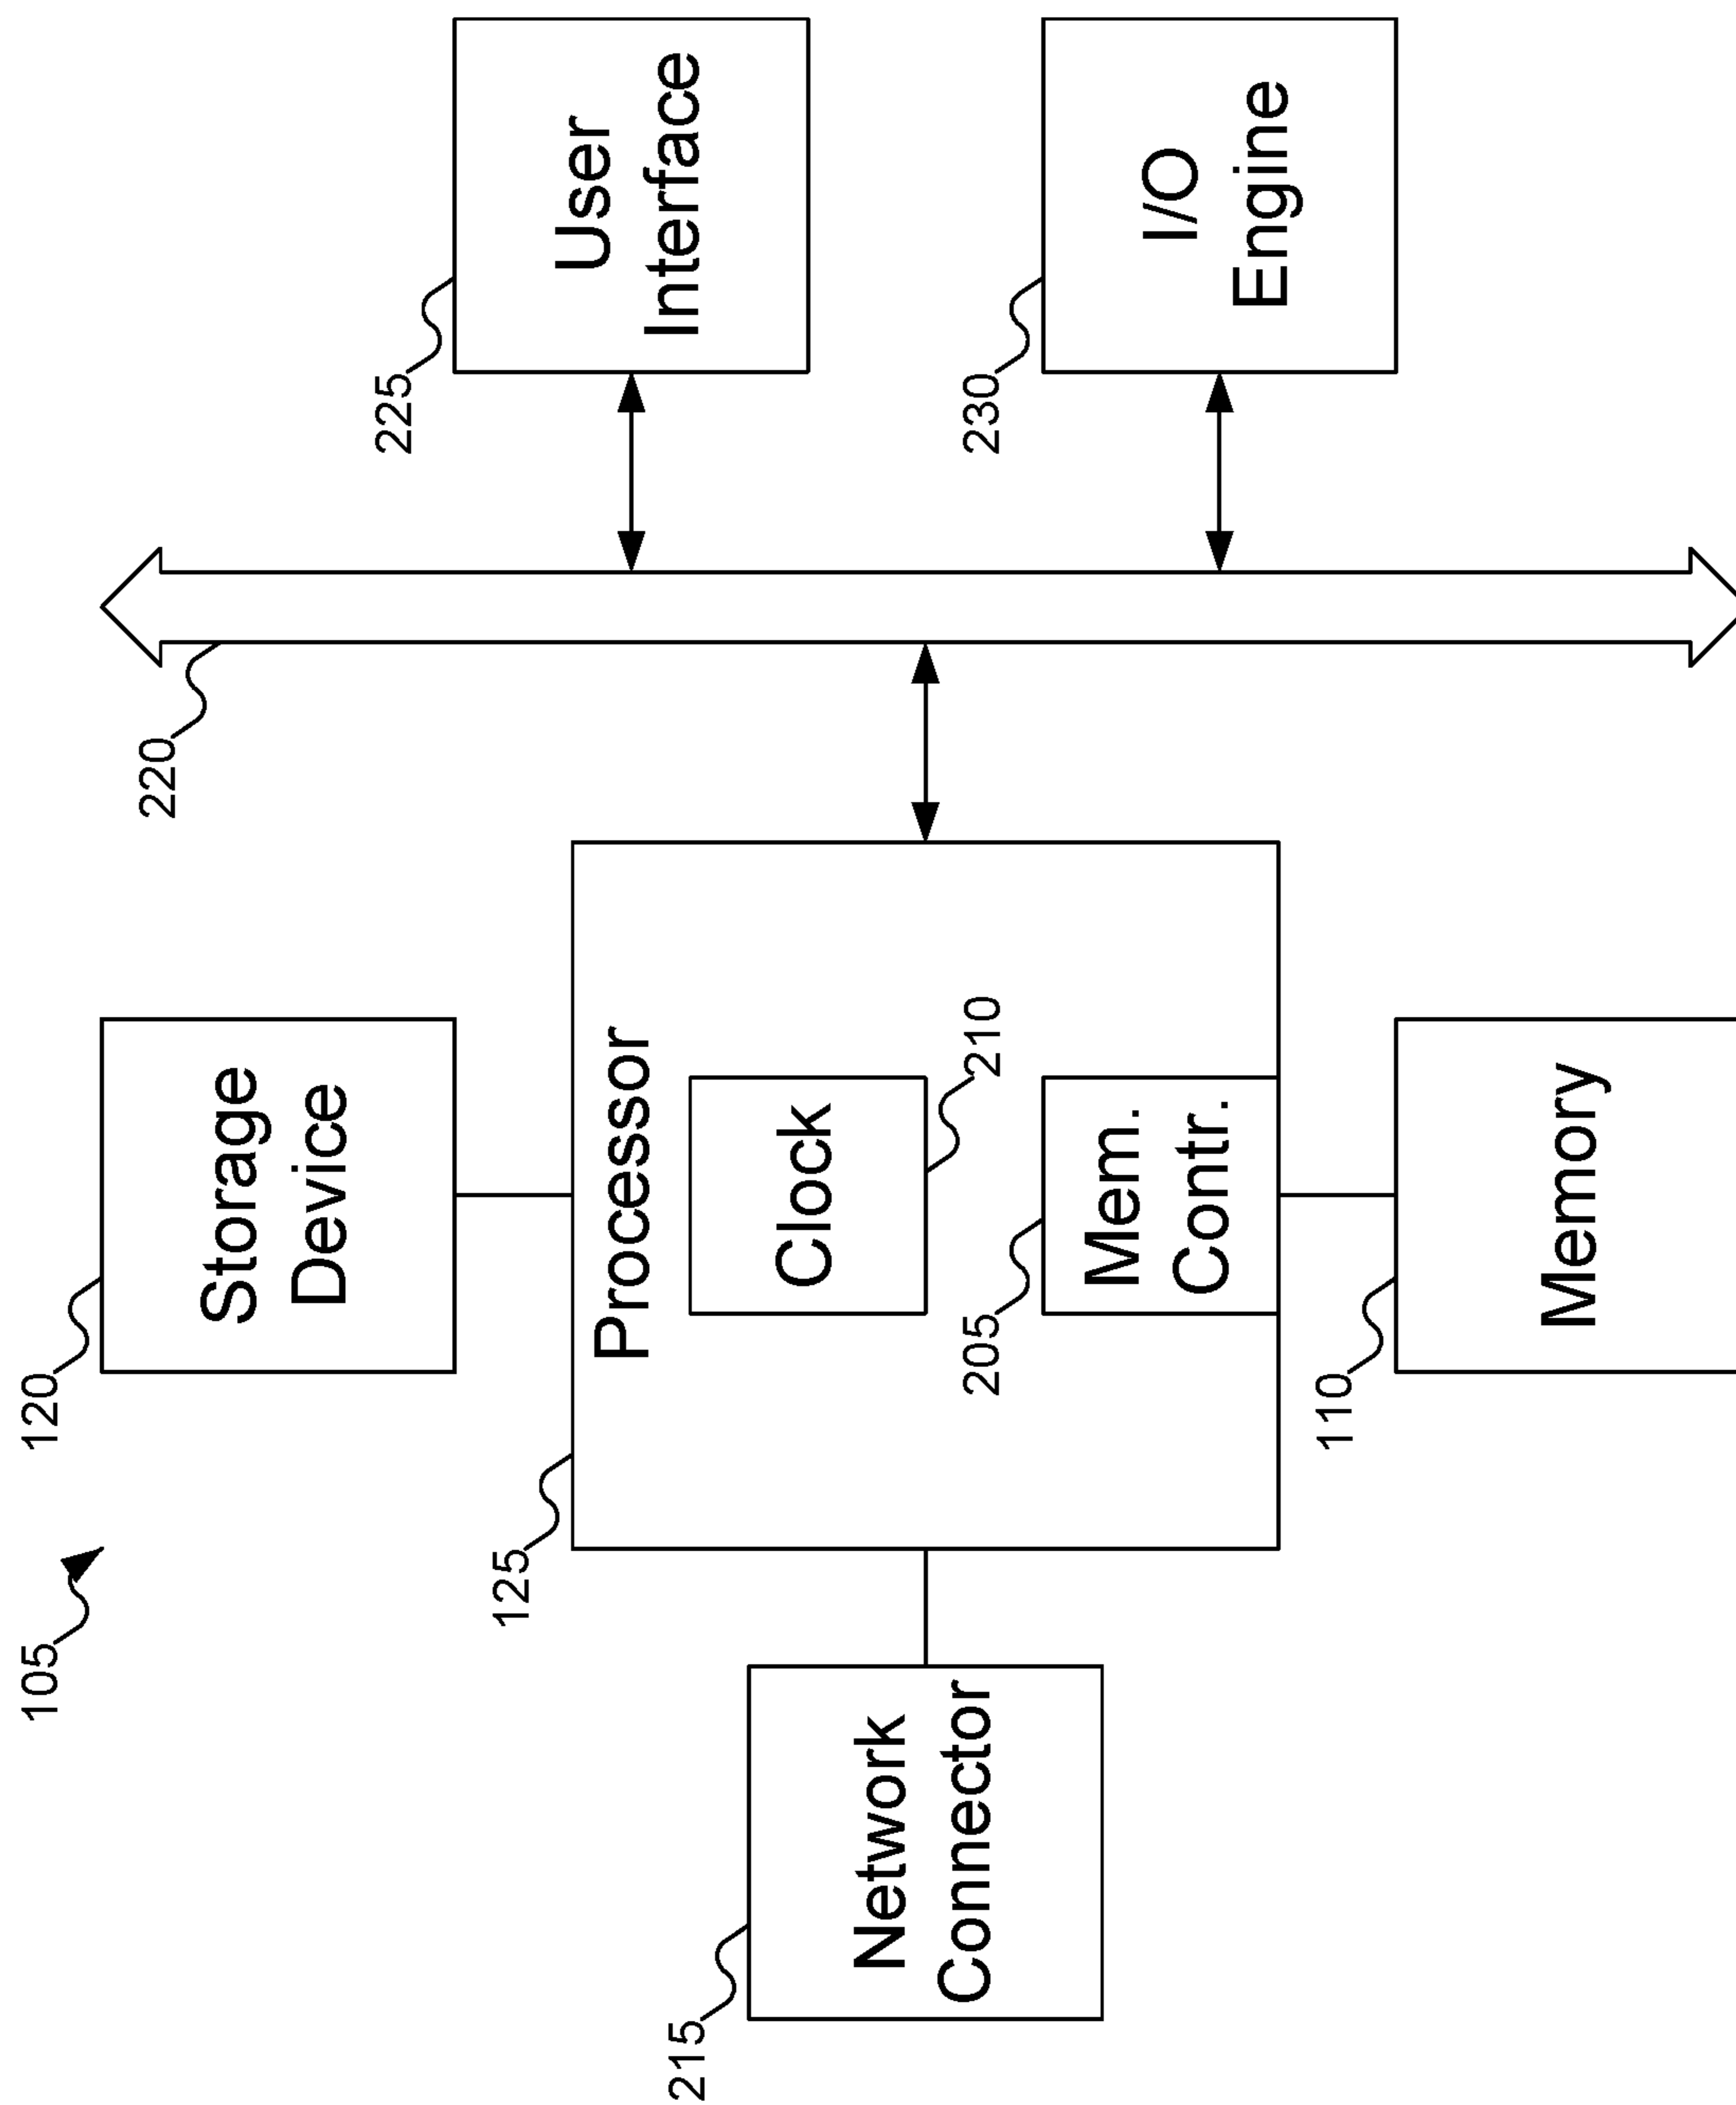 105
120
Storage
Device
220
125
Processor
225
User
Interface
215
Network
Connector
Clock
210
205
Mem.
Contr.
230
I/O
Engine
110
Memory